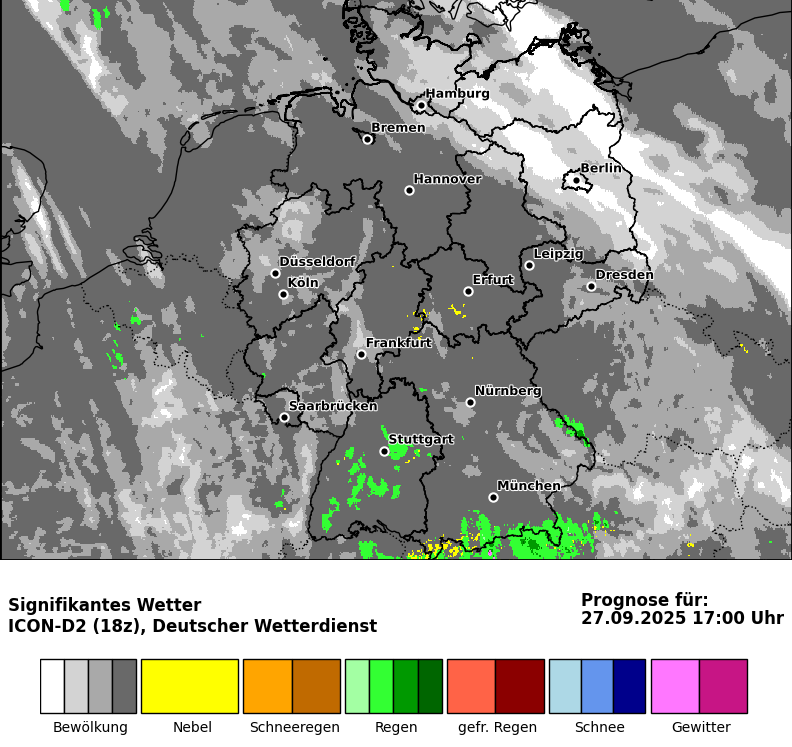 Hamburg
Bremen
Berlin
Hannover
Leipzig
Düsseldorf
Dresden
Köln
Erfurt
Frankfurt
Nürnberg
Saarbrücken
Stuttgart
München
Signifikantes Wetter
ICON-D2 (18z), Deutscher Wetterdienst
Prognose für:
27.09.2025 17:00 Uhr
Bewölkung
Nebel
Schneeregen
Regen
gefr. Regen
Schnee
Gewitter